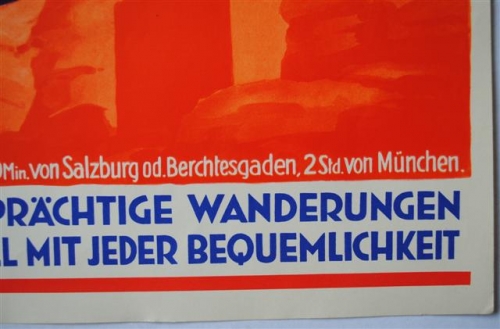 Min. von Salzburg od. Berchtesgaden, 2 Std. von München.
PRÄCHTIGE WANDERUNGEN
MIT JEDER BEQUEMLICHKEIT